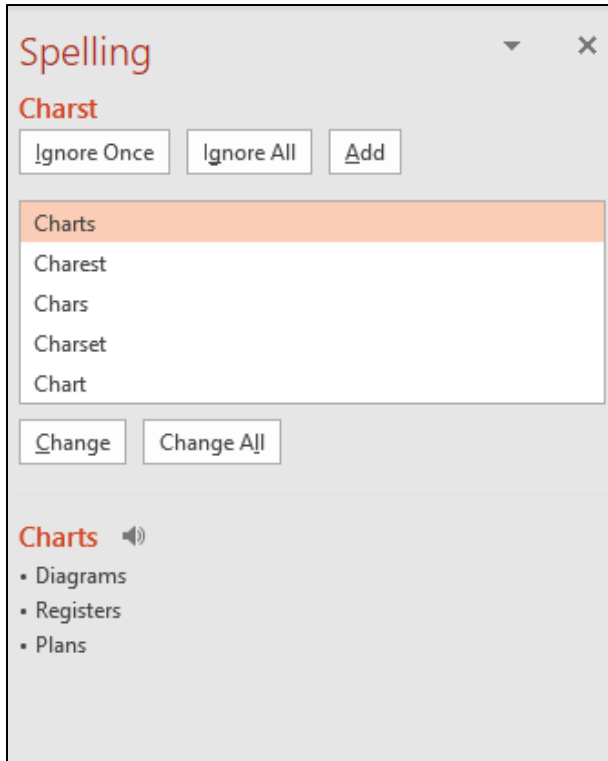 Spelling
Charst
Ignore Once Ignore All Add
Charts
Charest
Chars
Charset
Chart
Change Change All
Charts
• Diagrams
• Registers
• Plans